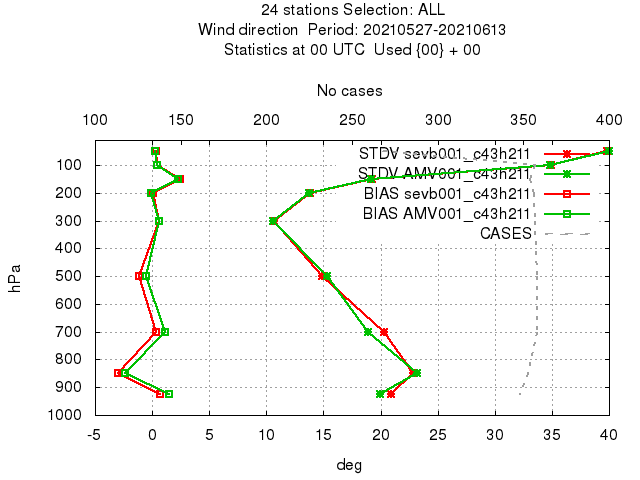 24 stations Selection: ALL
Wind direction  Period: 20210527-20210613
Statistics at 00 UTC  Used {00} + 00
No cases
100 150 200 250 300 350 400
STDV sevb001_c43h211
STDV AMV001_c43h211
BIAS sevb001_c43h211
BIAS AMV001_c43h211
CASES
100
200
300
400
500
600
700
800
900
1000
hPa
-5 0 5 10 15 20 25 30 35 40
deg